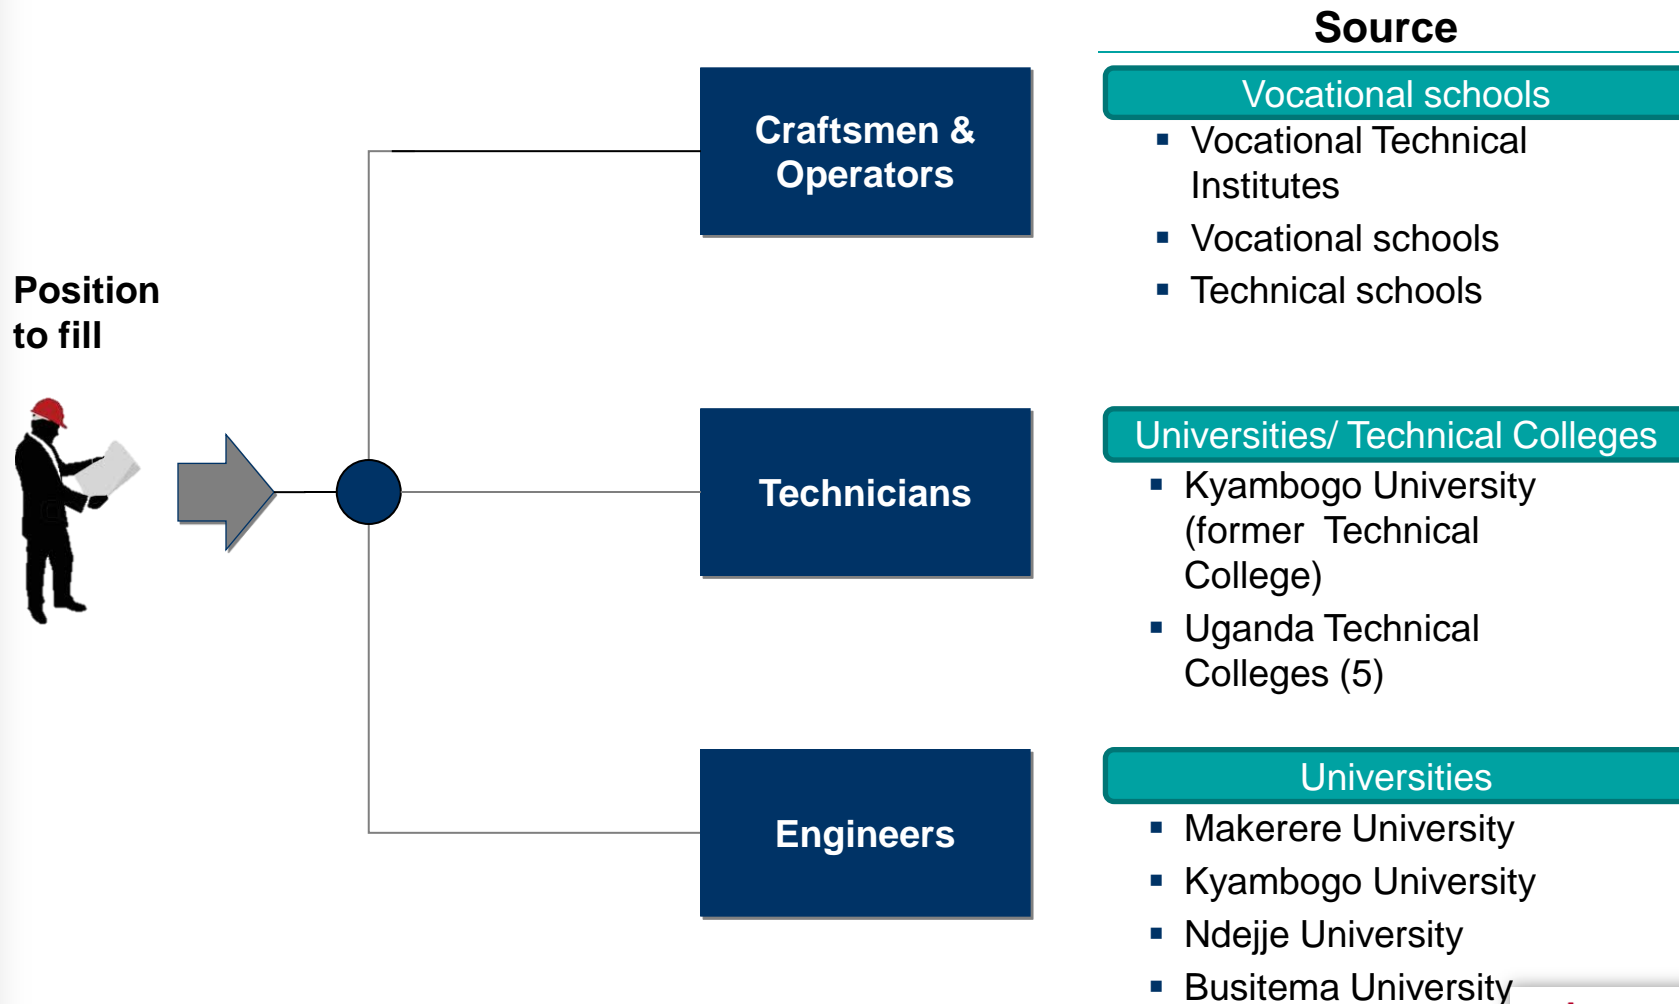 Source
Vocational schools
Craftsmen &
Operators
▪ Vocational Technical
Institutes
▪ Vocational schools
▪ Technical schools
Position
to fill
Universities/ Technical Colleges
Technicians
▪ Kyambogo University
(former Technical
College)
▪ Uganda Technical
Colleges (5)
Universities
Engineers
▪ Makerere University
▪ Kyambogo University
▪ Ndejje University
▪ Busitema University